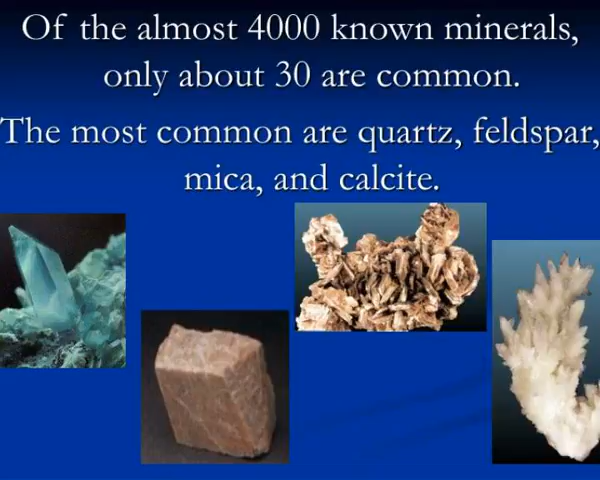 Of the almost 4000 known minerals,
only about 30 are common.
The most common are quartz, feldspar,
mica, and calcite.